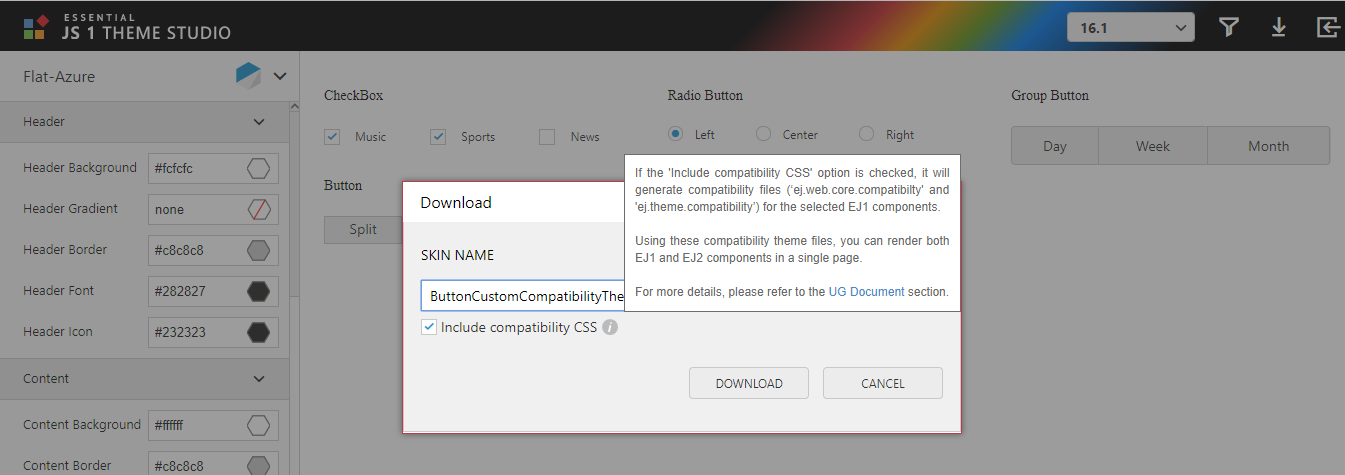 ESSENTIAL
JS 1 THEME STUDIO
16.1
Flat-Azure
Header
Header Background #fcfcfc
Header Gradient none
Header Border #c8c8c8
Header Font #282827
Header Icon #232323
Content
Content Background #ffffff
Content Border #c8c8c8
CheckBox
Music Sports News
Radio Button
Left Center Right
Group Button
Day Week Month
Button
Split
Download
SKIN NAME
ButtonCustomCompatibilityThe
Include compatibility CSS i
DOWNLOAD CANCEL
If the 'Include compatibility CSS' option is checked, it will
generate compatibility files (‘ej.web.core.compatibilty' and
'ej.theme.compatibility’) for the selected EJ1 components.
Using these compatibility theme files, you can render both
EJ1 and EJ2 components in a single page.
For more details, please refer to the UG Document section.